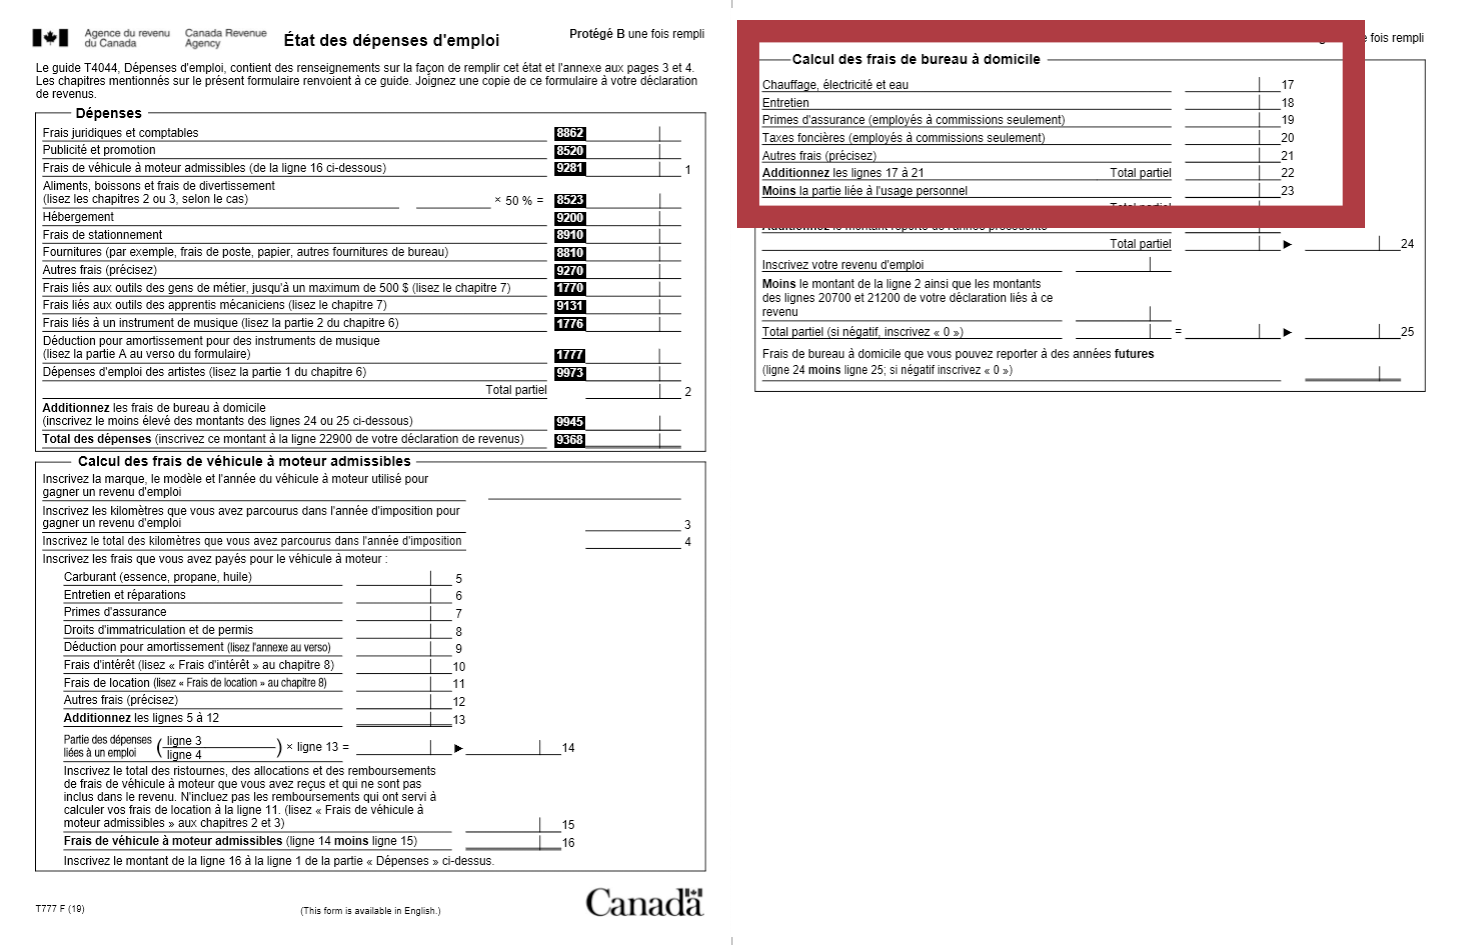 Agence du revenu du Canada
Canada Revenue Agency
État des dépenses d'emploi
Protégé B une fois rempli
Le guide T4044, Dépenses d'emploi, contient des renseignements sur la façon de remplir cet état et l'annexe aux pages 3 et 4.
Les chapitres mentionnés sur le présent formulaire renvoient à ce guide. Joignez une copie de ce formulaire à votre déclaration
de revenus.
Dépenses
Frais juridiques et comptables 8862
Publicité et promotion 8520
Frais de véhicule à moteur admissibles (de la ligne 16 ci-dessous) 9281 1
Aliments, boissons et frais de divertissement
(lisez les chapitres 2 ou 3, selon le cas) × 50 % = 8523
Hébergement 9200
Frais de stationnement 8910
Fournitures (par exemple, frais de poste, papier, autres fournitures de bureau) 8810
Autres frais (précisez) 9270
Frais liés aux outils des gens de métier, jusqu'à un maximum de 500 $ (lisez le chapitre 7) 1770
Frais liés aux outils des apprentis mécaniciens (lisez le chapitre 7) 9131
Frais liés à un instrument de musique (lisez la partie 2 du chapitre 6) 1776
Déduction pour amortissement pour des instruments de musique
(lisez la partie A au verso du formulaire) 1777
Dépenses d'emploi des artistes (lisez la partie 1 du chapitre 6) 9973
Total partiel 2
Additionnez les frais de bureau à domicile
(inscrivez le moins élevé des montants des lignes 24 ou 25 ci-dessous) 9945
Total des dépenses (inscrivez ce montant à la ligne 22900 de votre déclaration de revenus) 9368
Calcul des frais de véhicule à moteur admissibles
Inscrivez la marque, le modèle et l'année du véhicule à moteur utilisé pour
gagner un revenu d'emploi
Inscrivez les kilomètres que vous avez parcourus dans l'année d'imposition pour
gagner un revenu d'emploi 3
Inscrivez le total des kilomètres que vous avez parcourus dans l'année d'imposition 4
Inscrivez les frais que vous avez payés pour le véhicule à moteur :
Carburant (essence, propane, huile) 5
Entretien et réparations 6
Primes d'assurance 7
Droits d'immatriculation et de permis 8
Déduction pour amortissement (lisez l'annexe au verso) 9
Frais d'intérêt (lisez « Frais d'intérêt » au chapitre 8) 10
Frais de location (lisez « Frais de location » au chapitre 8) 11
Autres frais (précisez) 12
Additionnez les lignes 5 à 12 13
Partie des dépenses
liées à un emploi ( ligne 3
ligne 4 ) × ligne 13 = ► 14
Inscrivez le total des ristournes, des allocations et des remboursements
de frais de véhicule à moteur que vous avez reçus et qui ne sont pas
inclus dans le revenu. N'incluez pas les remboursements qui ont servi à
calculer vos frais de location à la ligne 11. (lisez « Frais de véhicule à
moteur admissibles » aux chapitres 2 et 3) 15
Frais de véhicule à moteur admissibles (ligne 14 moins ligne 15) 16
Inscrivez le montant de la ligne 16 à la ligne 1 de la partie « Dépenses » ci-dessus.
T777 F (19)
(This form is available in English.)
Canada
fois rempli
Calcul des frais de bureau à domicile
Chauffage, électricité et eau 17
Entretien 18
Primes d'assurance (employés à commissions seulement) 19
Taxes foncières (employés à commissions seulement) 20
Autres frais (précisez) 21
Additionnez les lignes 17 à 21 Total partiel 22
Moins la partie liée à l'usage personnel 23
Total partiel
Additionnez le montant reporté de l'année précédente
Total partiel ► 24
Inscrivez votre revenu d'emploi
Moins le montant de la ligne 2 ainsi que les montants
des lignes 20700 et 21200 de votre déclaration liés à ce
revenu
Total partiel (si négatif, inscrivez « 0 ») = ► 25
Frais de bureau à domicile que vous pouvez reporter à des années futures
(ligne 24 moins ligne 25; si négatif inscrivez « 0 »)